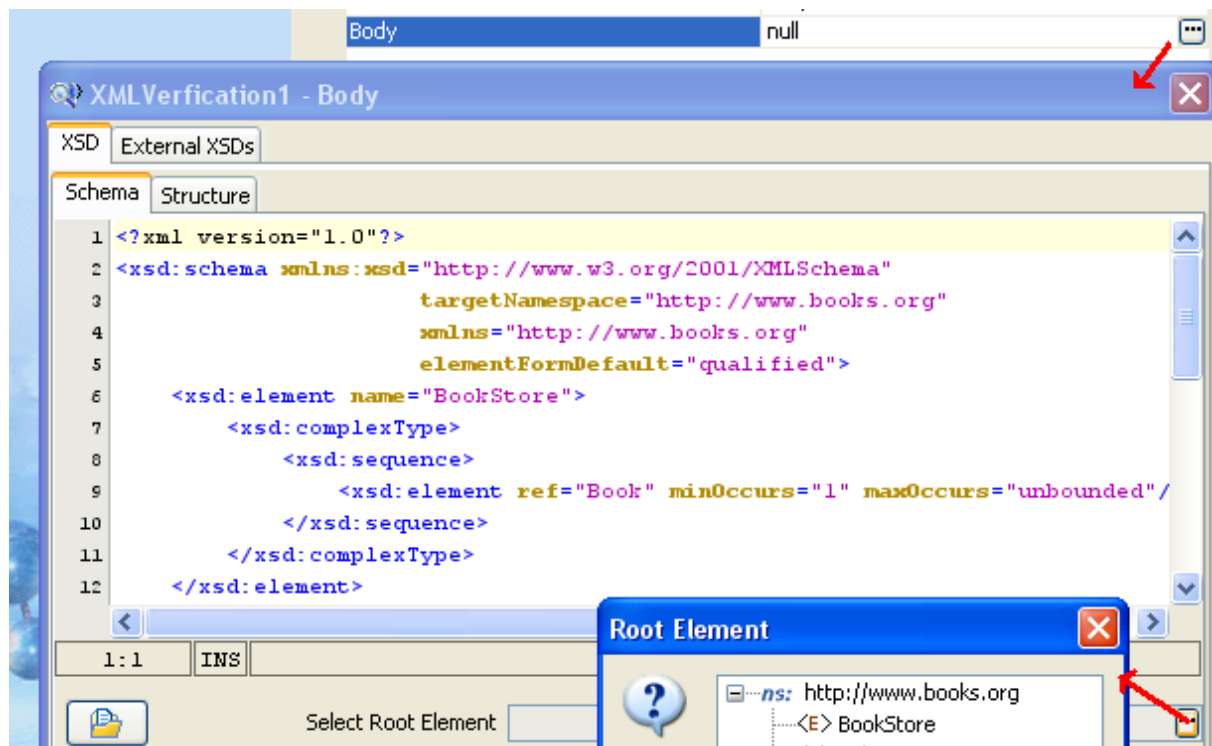 Body null
XMLVerfication1 - Body
XSD External XSDs
Schema Structure
1 <?xml version="1.0"?>
2 <xsd:schema xmlns:xsd="http://www.w3.org/2001/XMLSchema"
3 targetNamespace="http://www.books.org"
4 xmlns="http://www.books.org"
5 elementFormDefault="qualified">
6 <xsd:element name="BookStore">
7 <xsd:complexType>
8 <xsd:sequence>
9 <xsd:element ref="Book" minOccurs="1" maxOccurs="unbounded"/
10 </xsd:sequence>
11 </xsd:complexType>
12 </xsd:element>
Root Element
1:1 INS
ns: http://www.books.org
Select Root Element
<E> BookStore